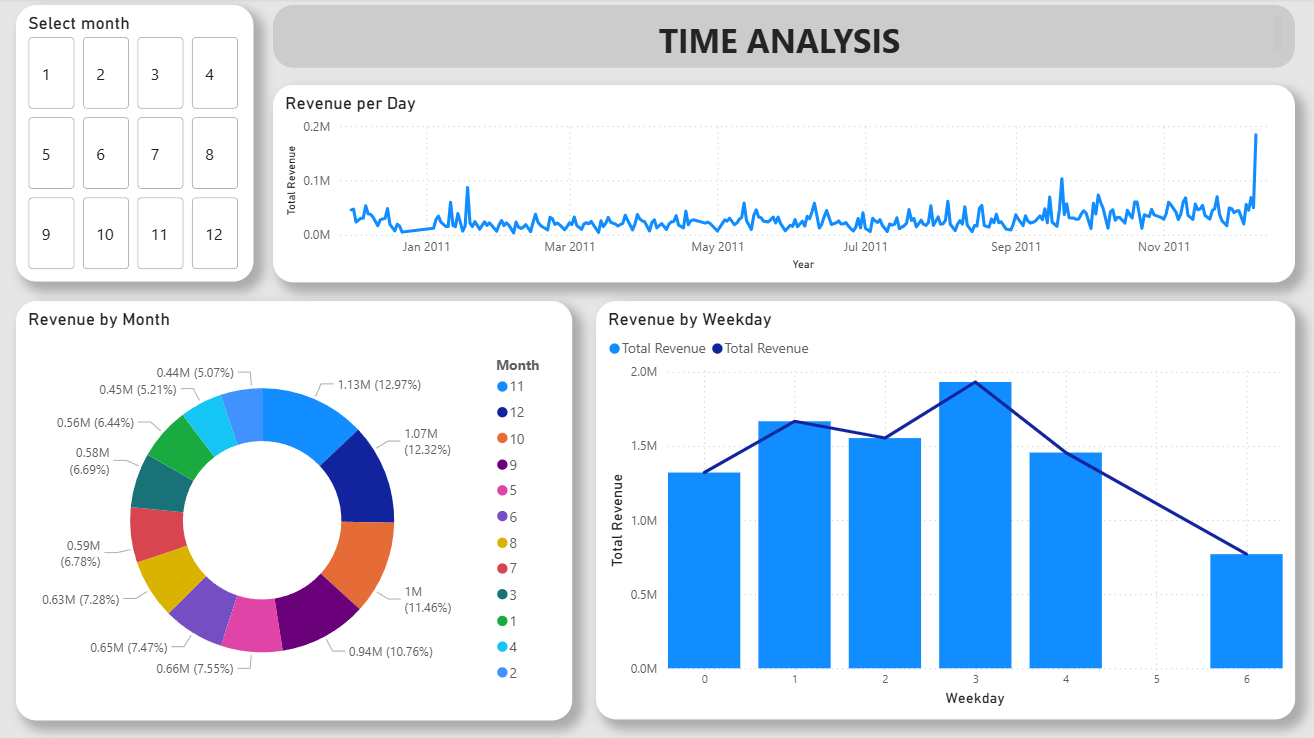 Select month
1 2 3 4
5 6 7 8
9 10 11 12
TIME ANALYSIS
Revenue per Day
Total Revenue
0.2M
0.1M
0.0M
Jan 2011 Mar 2011 May 2011 Jul 2011 Sep 2011 Nov 2011
Year
Revenue by Month
1.13M (12.97%)
1.07M
(12.32%)
1M
(11.46%)
0.94M (10.76%)
0.66M (7.55%)
0.65M (7.47%)
0.63M (7.28%)
0.59M
(6.78%)
0.58M
(6.69%)
0.56M (6.44%)
0.45M (5.21%)
0.44M (5.07%)
Month
11
12
10
9
5
6
8
7
3
1
4
2
Revenue by Weekday
Total Revenue Total Revenue
Total Revenue
2.0M
1.5M
1.0M
0.5M
0.0M
0 1 2 3 4 5 6
Weekday